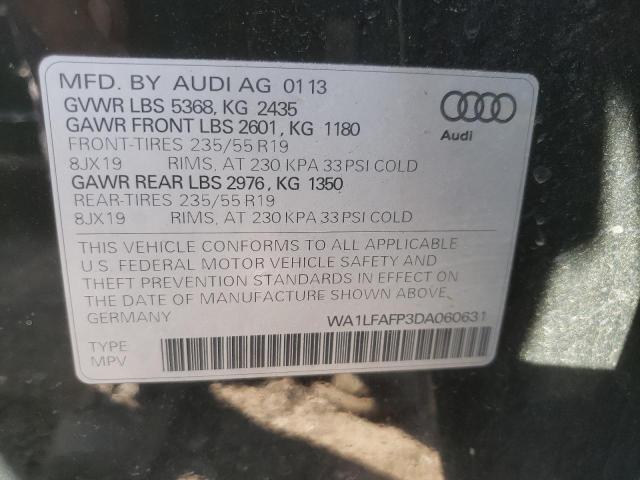 MFD. BY AUDI AG 01 13
GVWR LBS 5368, KG 2435
GAWR FRONT LBS 2601, KG 1180
FRONT-TIRES 235/55 R19
8JX19 RIMS, AT 230 KPA 33 PSI COLD
GAWR REAR LBS 2976, KG 1350
REAR-TIRES 235/55 R19
8JX19 RIMS, AT 230 KPA 33 PSI COLD
Audi
THIS VEHICLE CONFORMS TO ALL APPLICABLE
U.S. FEDERAL MOTOR VEHICLE SAFETY AND
THEFT PREVENTION STANDARDS IN EFFECT ON
THE DATE OF MANUFACTURE SHOWN ABOVE.
GERMANY
WA1LFAFP3DA060631
TYPE
MPV